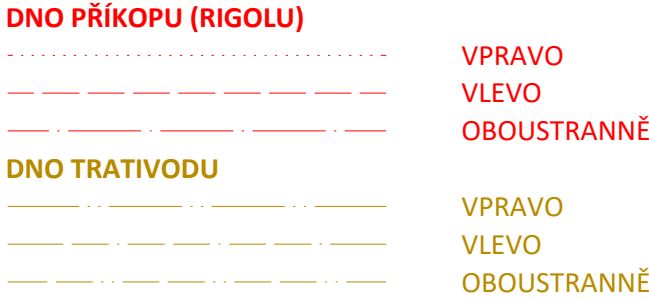 DNO PŘÍKOPU (RIGOLU)
VPRAVO
VLEVO
OBOUSTRANNĚ
DNO TRATIVODU
VPRAVO
VLEVO
OBOUSTRANNĚ